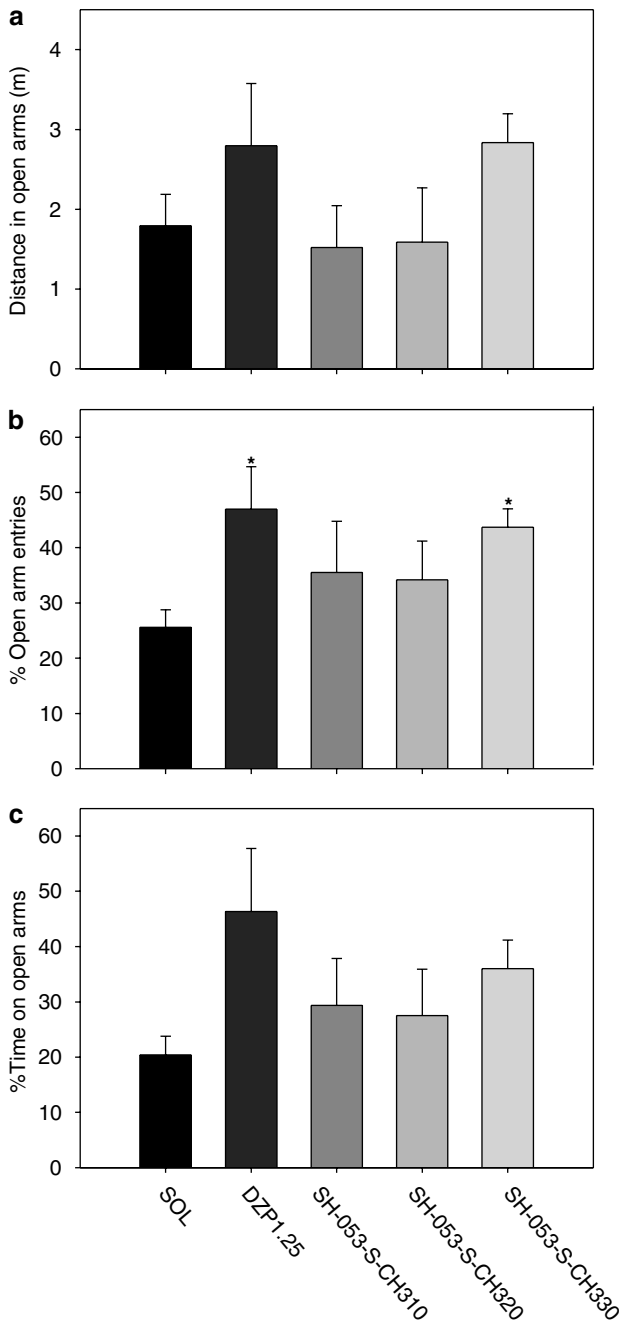 a
Distance in open arms (m)
4
3
2
1
0
b
% Open arm entries
60
50
40
30
20
10
0
*
*
c
%Time on open arms
60
50
40
30
20
10
0
SOL
DZP1.25
SH-053-S-CH310
SH-053-S-CH320
SH-053-S-CH330